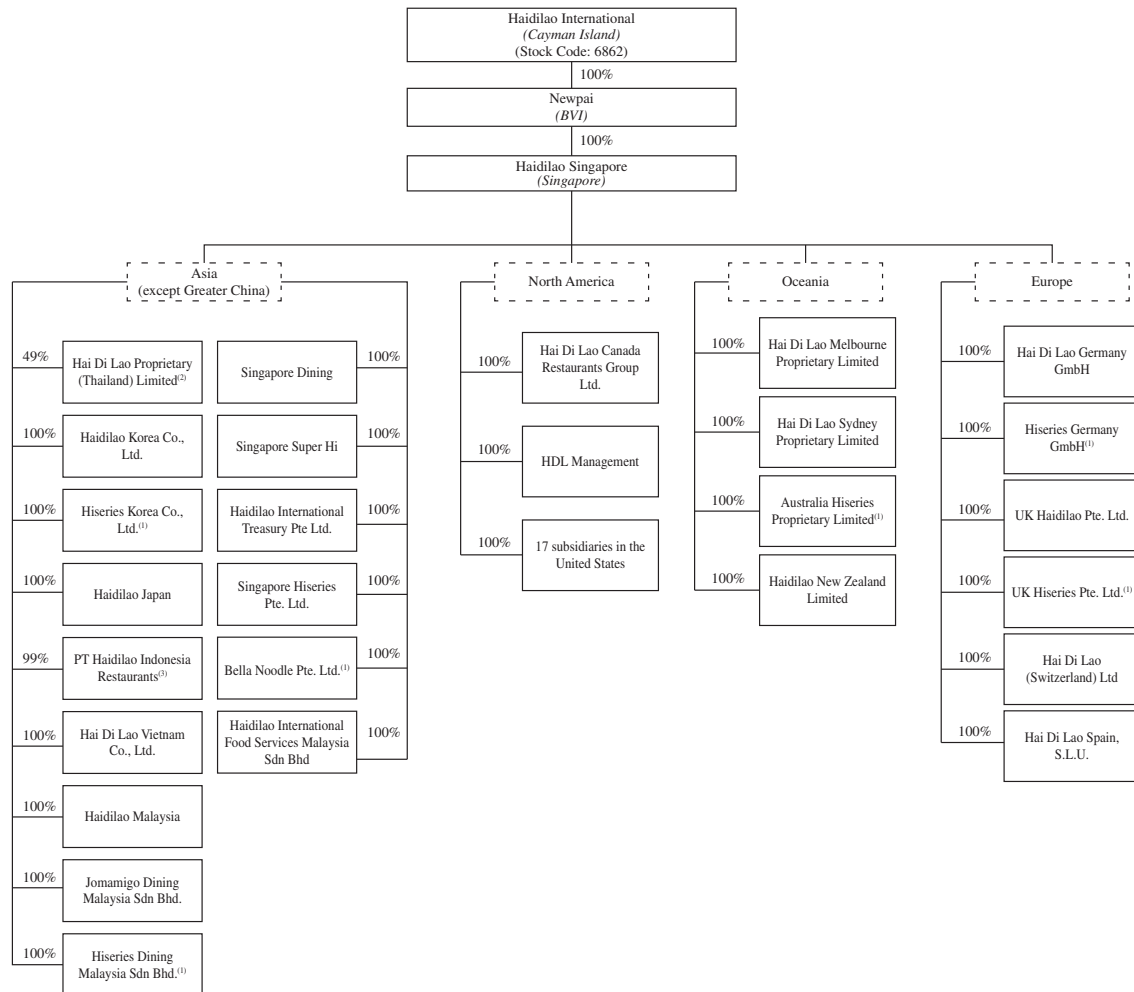 Haidilao International
(Cayman Island)
(Stock Code: 6862)
100%
Newpai
(BVI)
100%
Haidilao Singapore
(Singapore)
Asia
(except Greater China)
North America
Oceania
Europe
49%
Hai Di Lao Proprietary
(Thailand) Limited(2)
100%
Haidilao Korea Co.,
Ltd.
100%
Hiseries Korea Co.,
Ltd.(1)
100%
Haidilao Japan
99%
PT Haidilao Indonesia
Restaurants(3)
100%
Hai Di Lao Vietnam
Co., Ltd.
100%
Haidilao Malaysia
100%
Jomamigo Dining
Malaysia Sdn Bhd.
100%
Hiseries Dining
Malaysia Sdn Bhd.(1)
Singapore Dining
100%
Singapore Super Hi
100%
Haidilao International
Treasury Pte Ltd.
100%
Singapore Hiseries
Pte. Ltd.
100%
Bella Noodle Pte. Ltd.(1)
100%
Haidilao International
Food Services Malaysia
Sdn Bhd
100%
100%
Hai Di Lao Canada
Restaurants Group
Ltd.
100%
HDL Management
100%
17 subsidiaries in the
United States
100%
Hai Di Lao Melbourne
Proprietary Limited
100%
Hai Di Lao Sydney
Proprietary Limited
100%
Australia Hiseries
Proprietary Limited(1)
100%
Haidilao New Zealand
Limited
100%
Hai Di Lao Germany
GmbH
100%
Hiseries Germany
GmbH(1)
100%
UK Haidilao Pte. Ltd.
100%
UK Hiseries Pte. Ltd.(1)
100%
Hai Di Lao
(Switzerland) Ltd
100%
Hai Di Lao Spain,
S.L.U.